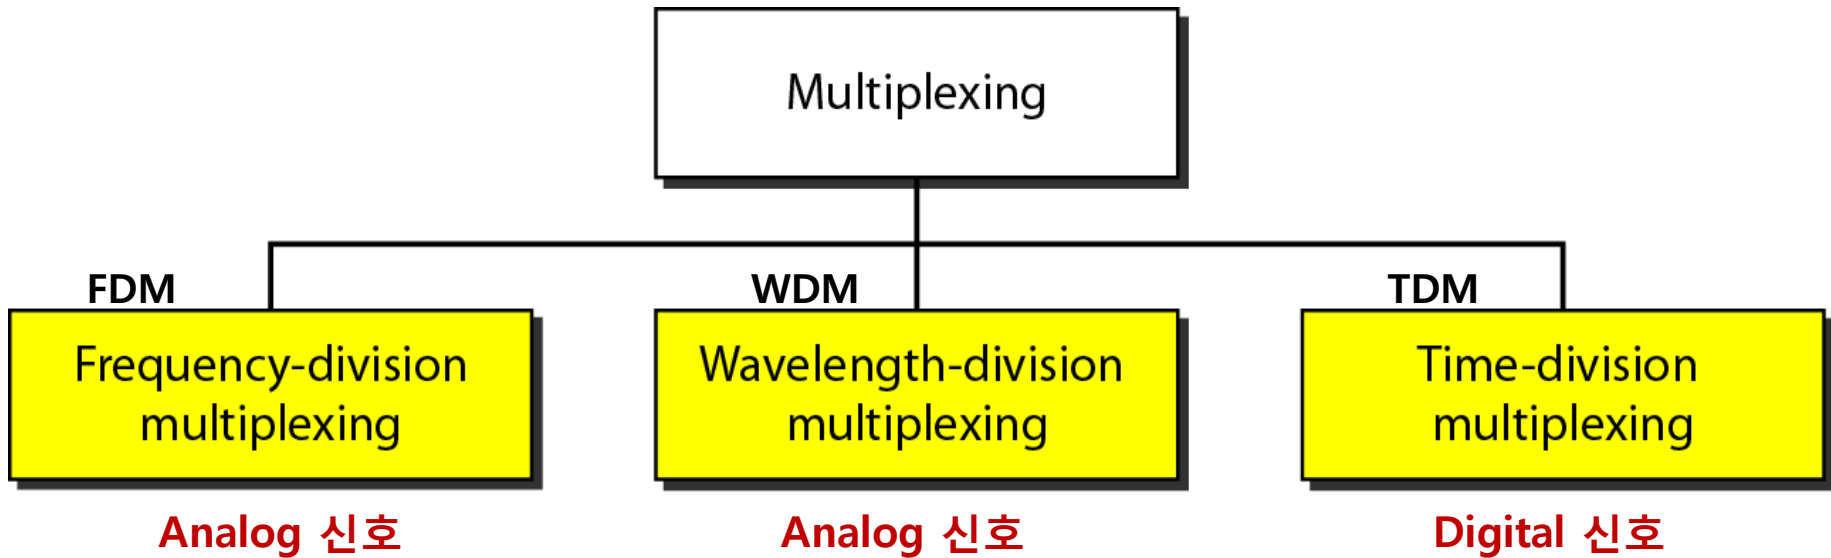 Multiplexing
FDM
WDM
TDM
Frequency-division
multiplexing
Wavelength-division
multiplexing
Time-division
multiplexing
Analog 신호
Analog 신호
Digital 신호